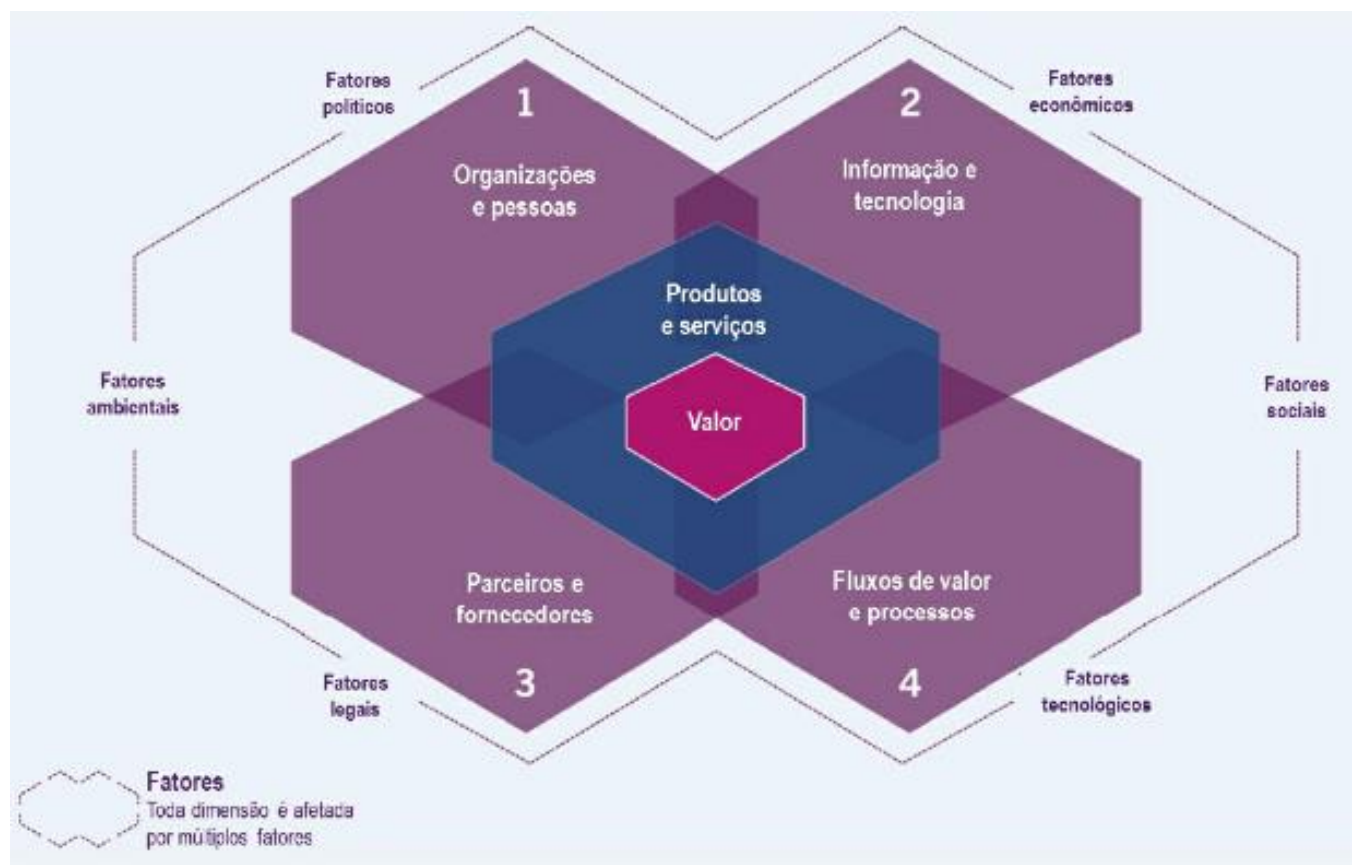 Fatores
políticos
1
Organizações
e pessoas
2
Informação e
tecnologia
Fatores
econômicos
Produtos
e serviços
Valor
Fatores
ambientais
Fatores
sociais
Parceiros e
fornecedores
3
Fluxos de valor
e processos
4
Fatores
legais
Fatores
tecnológicos
Fatores
Toda dimensão é afetada
por múltiplos fatores